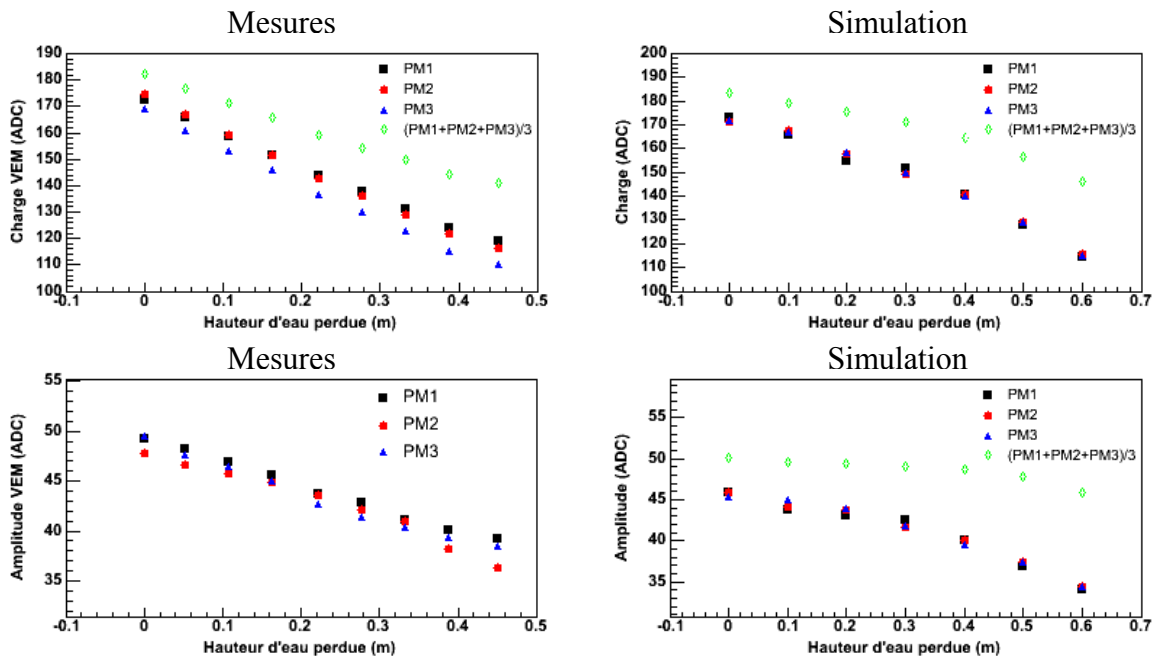 Mesures
Charge VEM (ADC)
190
180
170
160
150
140
130
120
110
100
PM1
PM2
PM3
(PM1+PM2+PM3)/3
-0.1 0 0.1 0.2 0.3 0.4 0.5
Hauteur d'eau perdue (m)
Simulation
Charge (ADC)
200
190
180
170
160
150
140
130
120
110
100
PM1
PM2
PM3
(PM1+PM2+PM3)/3
-0.1 0 0.1 0.2 0.3 0.4 0.5 0.6 0.7
Hauteur d'eau perdue (m)
Mesures
Amplitude VEM (ADC)
55
50
45
40
35
PM1
PM2
PM3
-0.1 0 0.1 0.2 0.3 0.4 0.5
Hauteur d'eau perdue (m)
Simulation
Amplitude (ADC)
55
50
45
40
35
PM1
PM2
PM3
(PM1+PM2+PM3)/3
-0.1 0 0.1 0.2 0.3 0.4 0.5 0.6 0.7
Hauteur d'eau perdue (m)